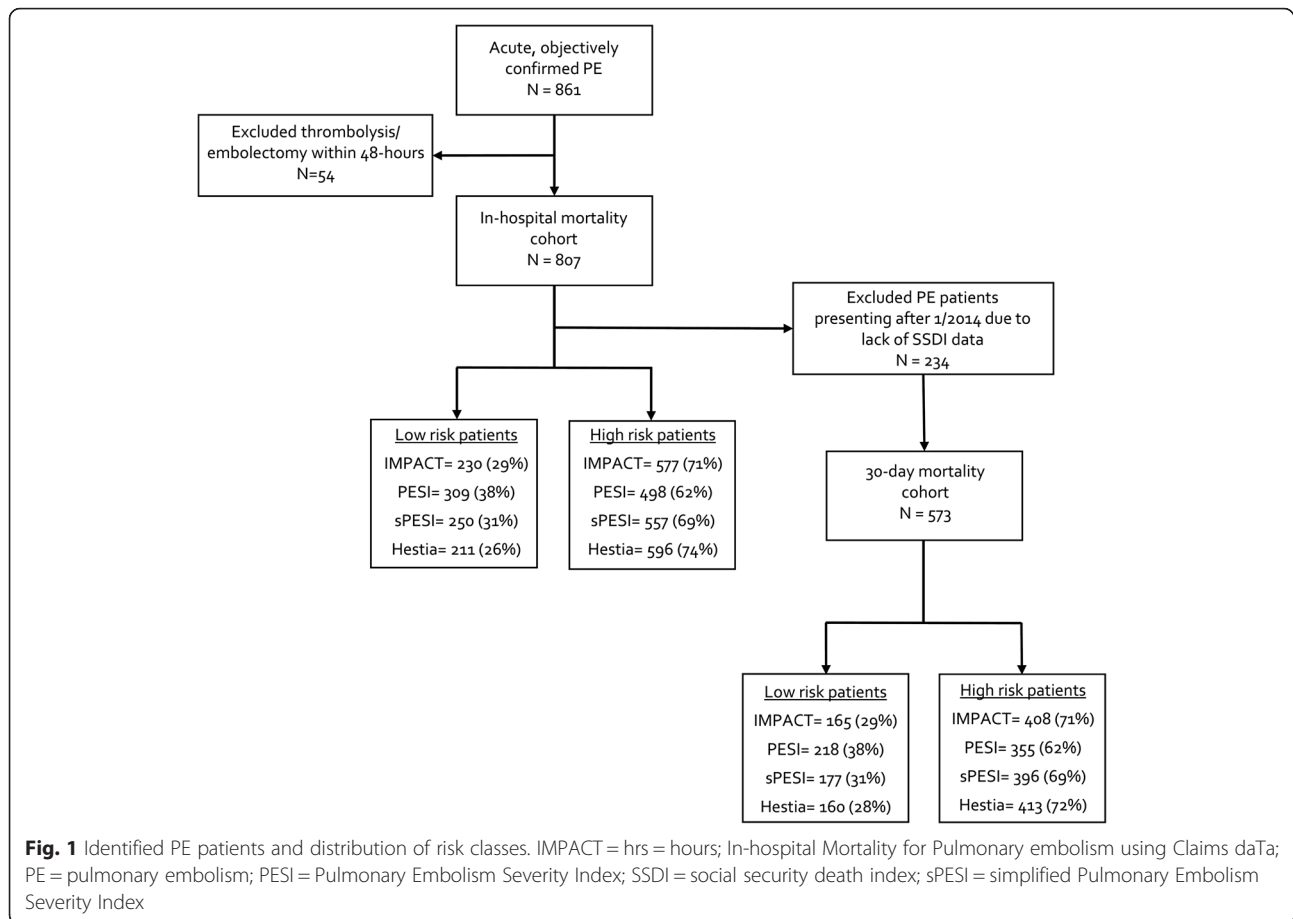 Acute, objectively
confirmed PE
N = 861
Excluded thrombolysis/
embolectomy within 48-hours
N=54
In-hospital mortality
cohort
N = 807
Excluded PE patients
presenting after 1/2014 due to
lack of SSDI data
N = 234
Low risk patients
IMPACT= 230 (29%)
PESI= 309 (38%)
sPESI= 250 (31%)
Hestia= 211 (26%)
High risk patients
IMPACT= 577 (71%)
PESI= 498 (62%)
sPESI= 557 (69%)
Hestia= 596 (74%)
30-day mortality
cohort
N = 573
Low risk patients
IMPACT= 165 (29%)
PESI= 218 (38%)
sPESI= 177 (31%)
Hestia= 160 (28%)
High risk patients
IMPACT= 408 (71%)
PESI= 355 (62%)
sPESI= 396 (69%)
Hestia= 413 (72%)
Fig. 1 Identified PE patients and distribution of risk classes. IMPACT = hrs = hours; In-hospital Mortality for Pulmonary embolism using Claims daTa;
PE = pulmonary embolism; PESI = Pulmonary Embolism Severity Index; SSDI = social security death index; sPESI = simplified Pulmonary Embolism
Severity Index